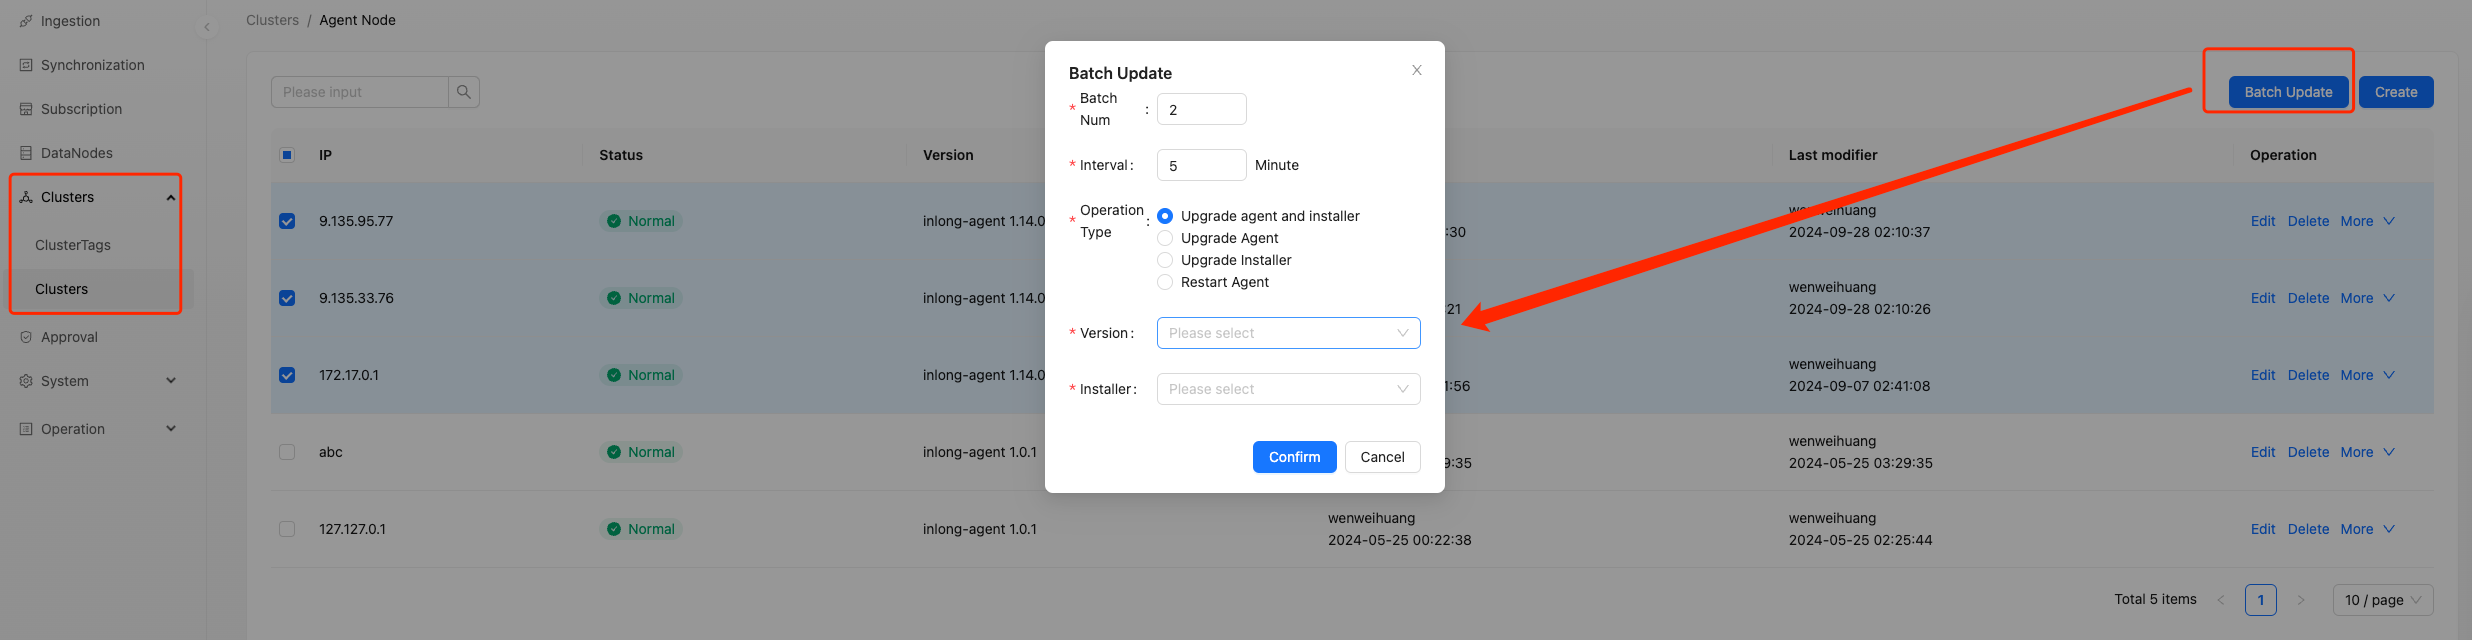 Ingestion
Synchronization
Subscription
DataNodes
Clusters
ClusterTags
Clusters
Approval
System
Operation
Clusters / Agent Node
Please input
Batch Update
Create
IP
Status
Version
Last modifier
Operation
9.135.95.77
Normal
inlong-agent 1.14.0
:30
wenweihuang
2024-09-28 02:10:37
Edit Delete More
9.135.33.76
Normal
inlong-agent 1.14.0
:21
wenweihuang
2024-09-28 02:10:26
Edit Delete More
172.17.0.1
Normal
inlong-agent 1.14.0
1:56
wenweihuang
2024-09-07 02:41:08
Edit Delete More
abc
Normal
inlong-agent 1.0.1
9:35
wenweihuang
2024-05-25 03:29:35
Edit Delete More
127.127.0.1
Normal
inlong-agent 1.0.1
wenweihuang
2024-05-25 00:22:38
wenweihuang
2024-05-25 02:25:44
Edit Delete More
Total 5 items
1
10 / page
Batch Update
* Batch
Num :
2
* Interval :
5
Minute
* Operation
Type :
Upgrade agent and installer
Upgrade Agent
Upgrade Installer
Restart Agent
* Version :
Please select
* Installer :
Please select
Confirm
Cancel